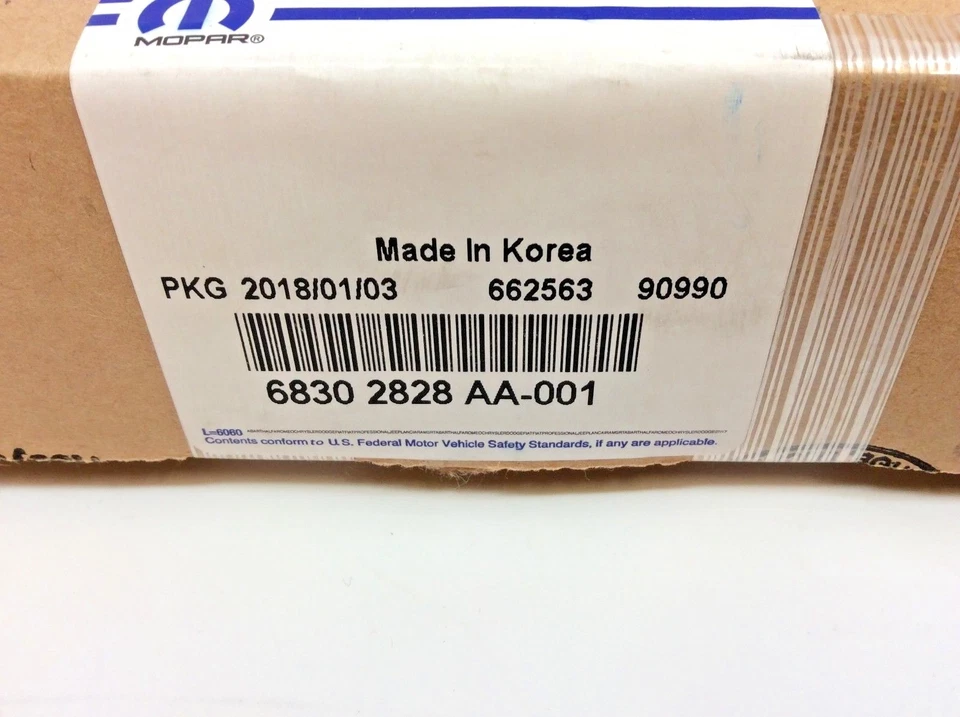 MOPAR®
Made In Korea
PKG 2018/01/03 662563 90990
6830 2828 AA-001
L=6060
Contents conform to U.S. Federal Motor Vehicle Safety Standards, if any are applicable.